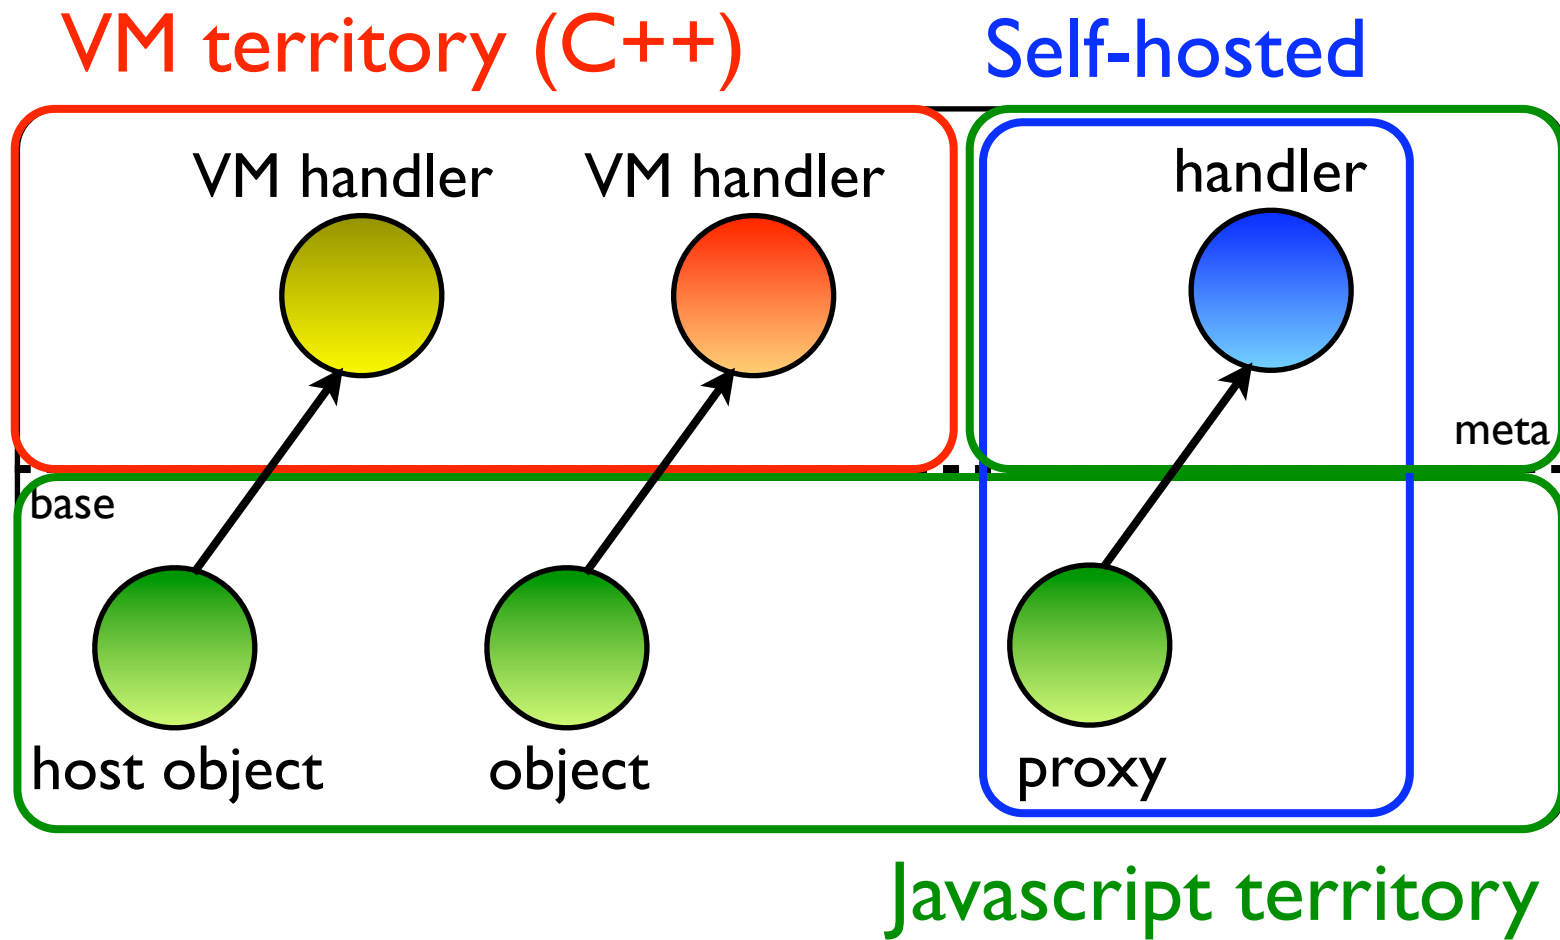 VM territory (C++)
Self-hosted
VM handler
VM handler
handler
meta
base
host object
object
proxy
Javascript territory